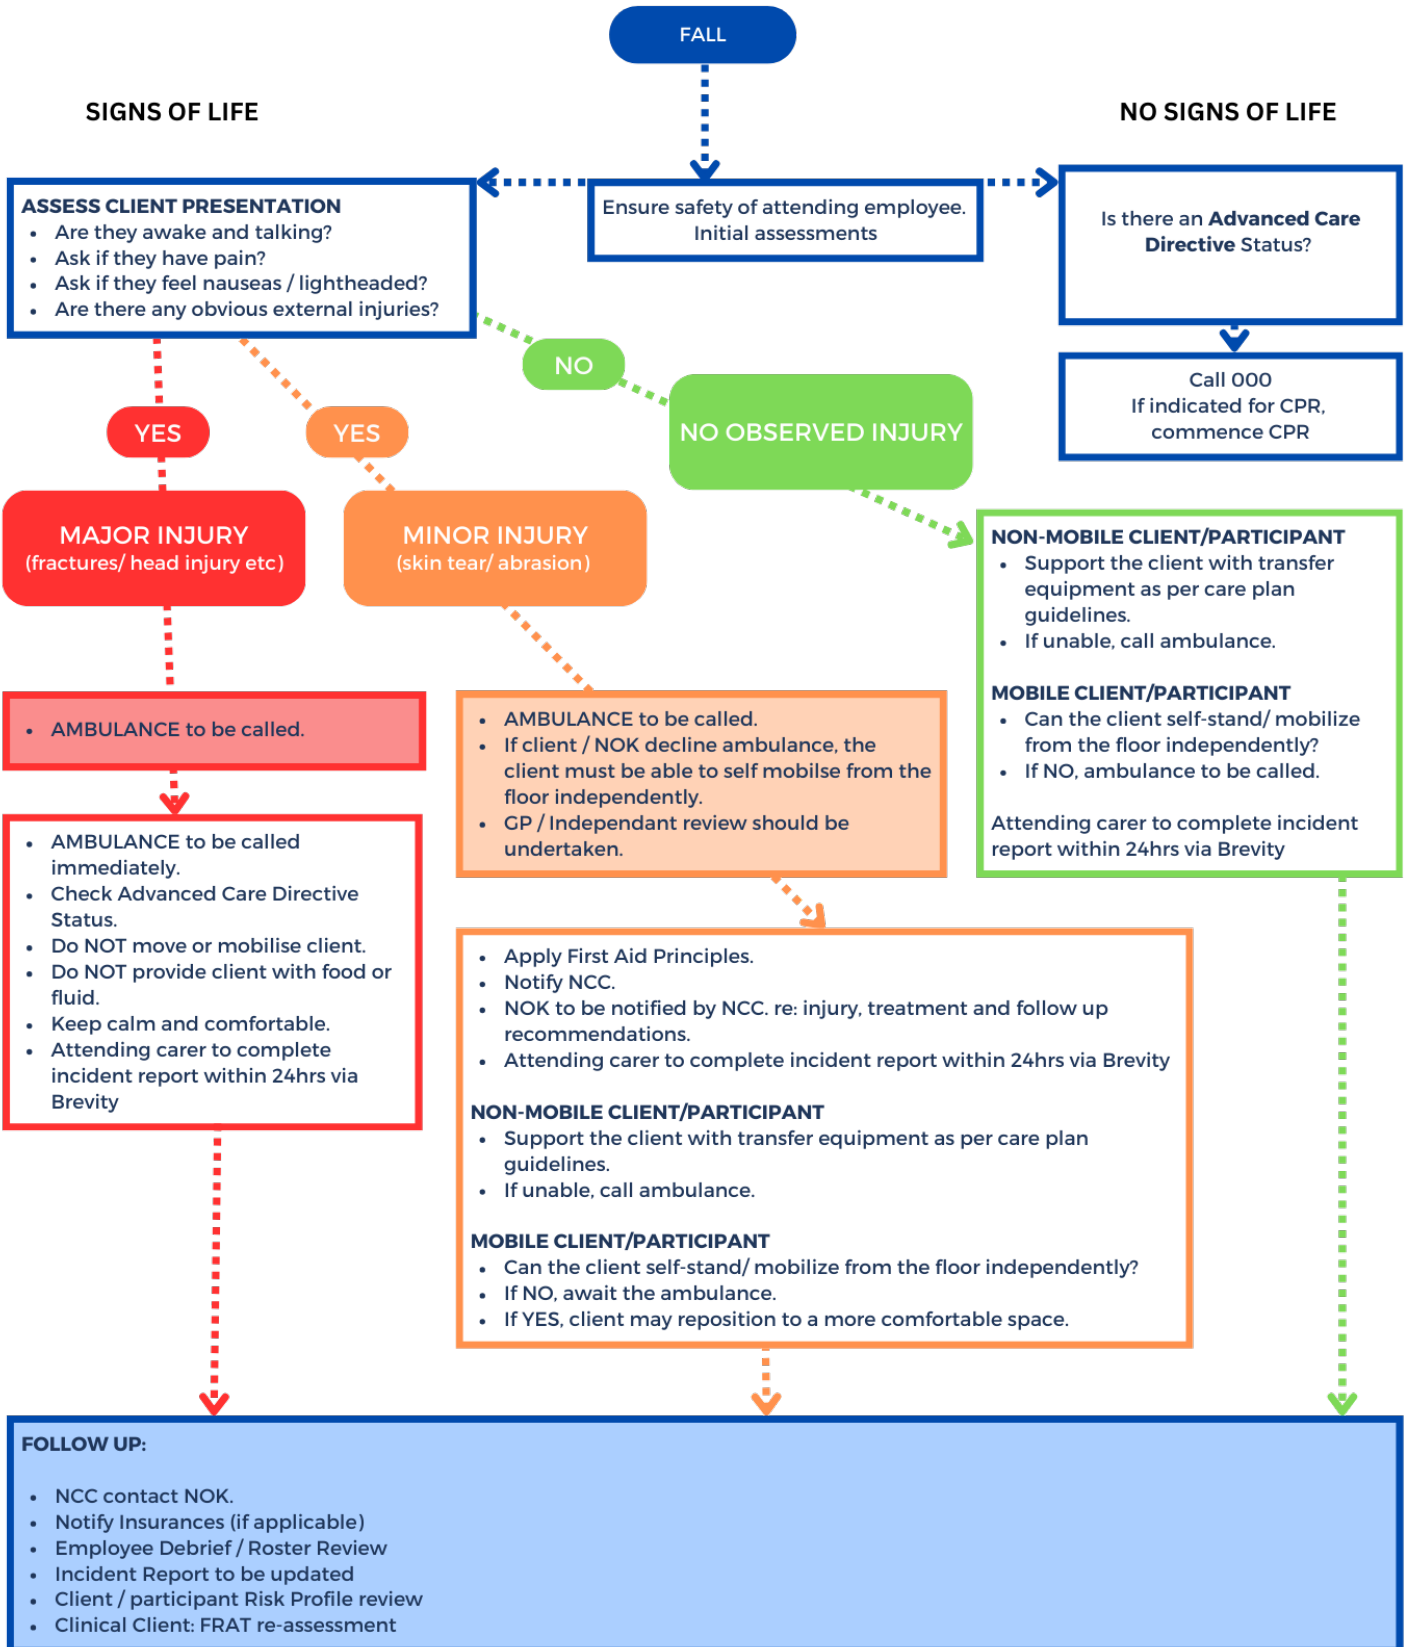 FALL
SIGNS OF LIFE
NO SIGNS OF LIFE
ASSESS CLIENT PRESENTATION
• Are they awake and talking?
• Ask if they have pain?
• Ask if they feel nauseas / lightheaded?
• Are there any obvious external injuries?
Ensure safety of attending employee.
Initial assessments
Is there an Advanced Care
Directive Status?
Call 000
If indicated for CPR,
commence CPR
NO
YES
YES
NO OBSERVED INJURY
MAJOR INJURY
(fractures/ head injury etc)
MINOR INJURY
(skin tear/ abrasion)
NON-MOBILE CLIENT/PARTICIPANT
• Support the client with transfer
equipment as per care plan
guidelines.
• If unable, call ambulance.
MOBILE CLIENT/PARTICIPANT
• Can the client self-stand/ mobilize
from the floor independently?
• If NO, ambulance to be called.
Attending carer to complete incident
report within 24hrs via Brevity
• AMBULANCE to be called.
• AMBULANCE to be called.
• If client / NOK decline ambulance, the
client must be able to self mobilse from the
floor independently.
• GP / Independant review should be
undertaken.
• AMBULANCE to be called
immediately.
• Check Advanced Care Directive
Status.
• Do NOT move or mobilise client.
• Do NOT provide client with food or
fluid.
• Keep calm and comfortable.
• Attending carer to complete
incident report within 24hrs via
Brevity
• Apply First Aid Principles.
• Notify NCC.
• NOK to be notified by NCC. re: injury, treatment and follow up
recommendations.
• Attending carer to complete incident report within 24hrs via Brevity
NON-MOBILE CLIENT/PARTICIPANT
• Support the client with transfer equipment as per care plan
guidelines.
• If unable, call ambulance.
MOBILE CLIENT/PARTICIPANT
• Can the client self-stand/ mobilize from the floor independently?
• If NO, await the ambulance.
• If YES, client may reposition to a more comfortable space.
FOLLOW UP:
• NCC contact NOK.
• Notify Insurances (if applicable)
• Employee Debrief / Roster Review
• Incident Report to be updated
• Client / participant Risk Profile review
• Clinical Client: FRAT re-assessment